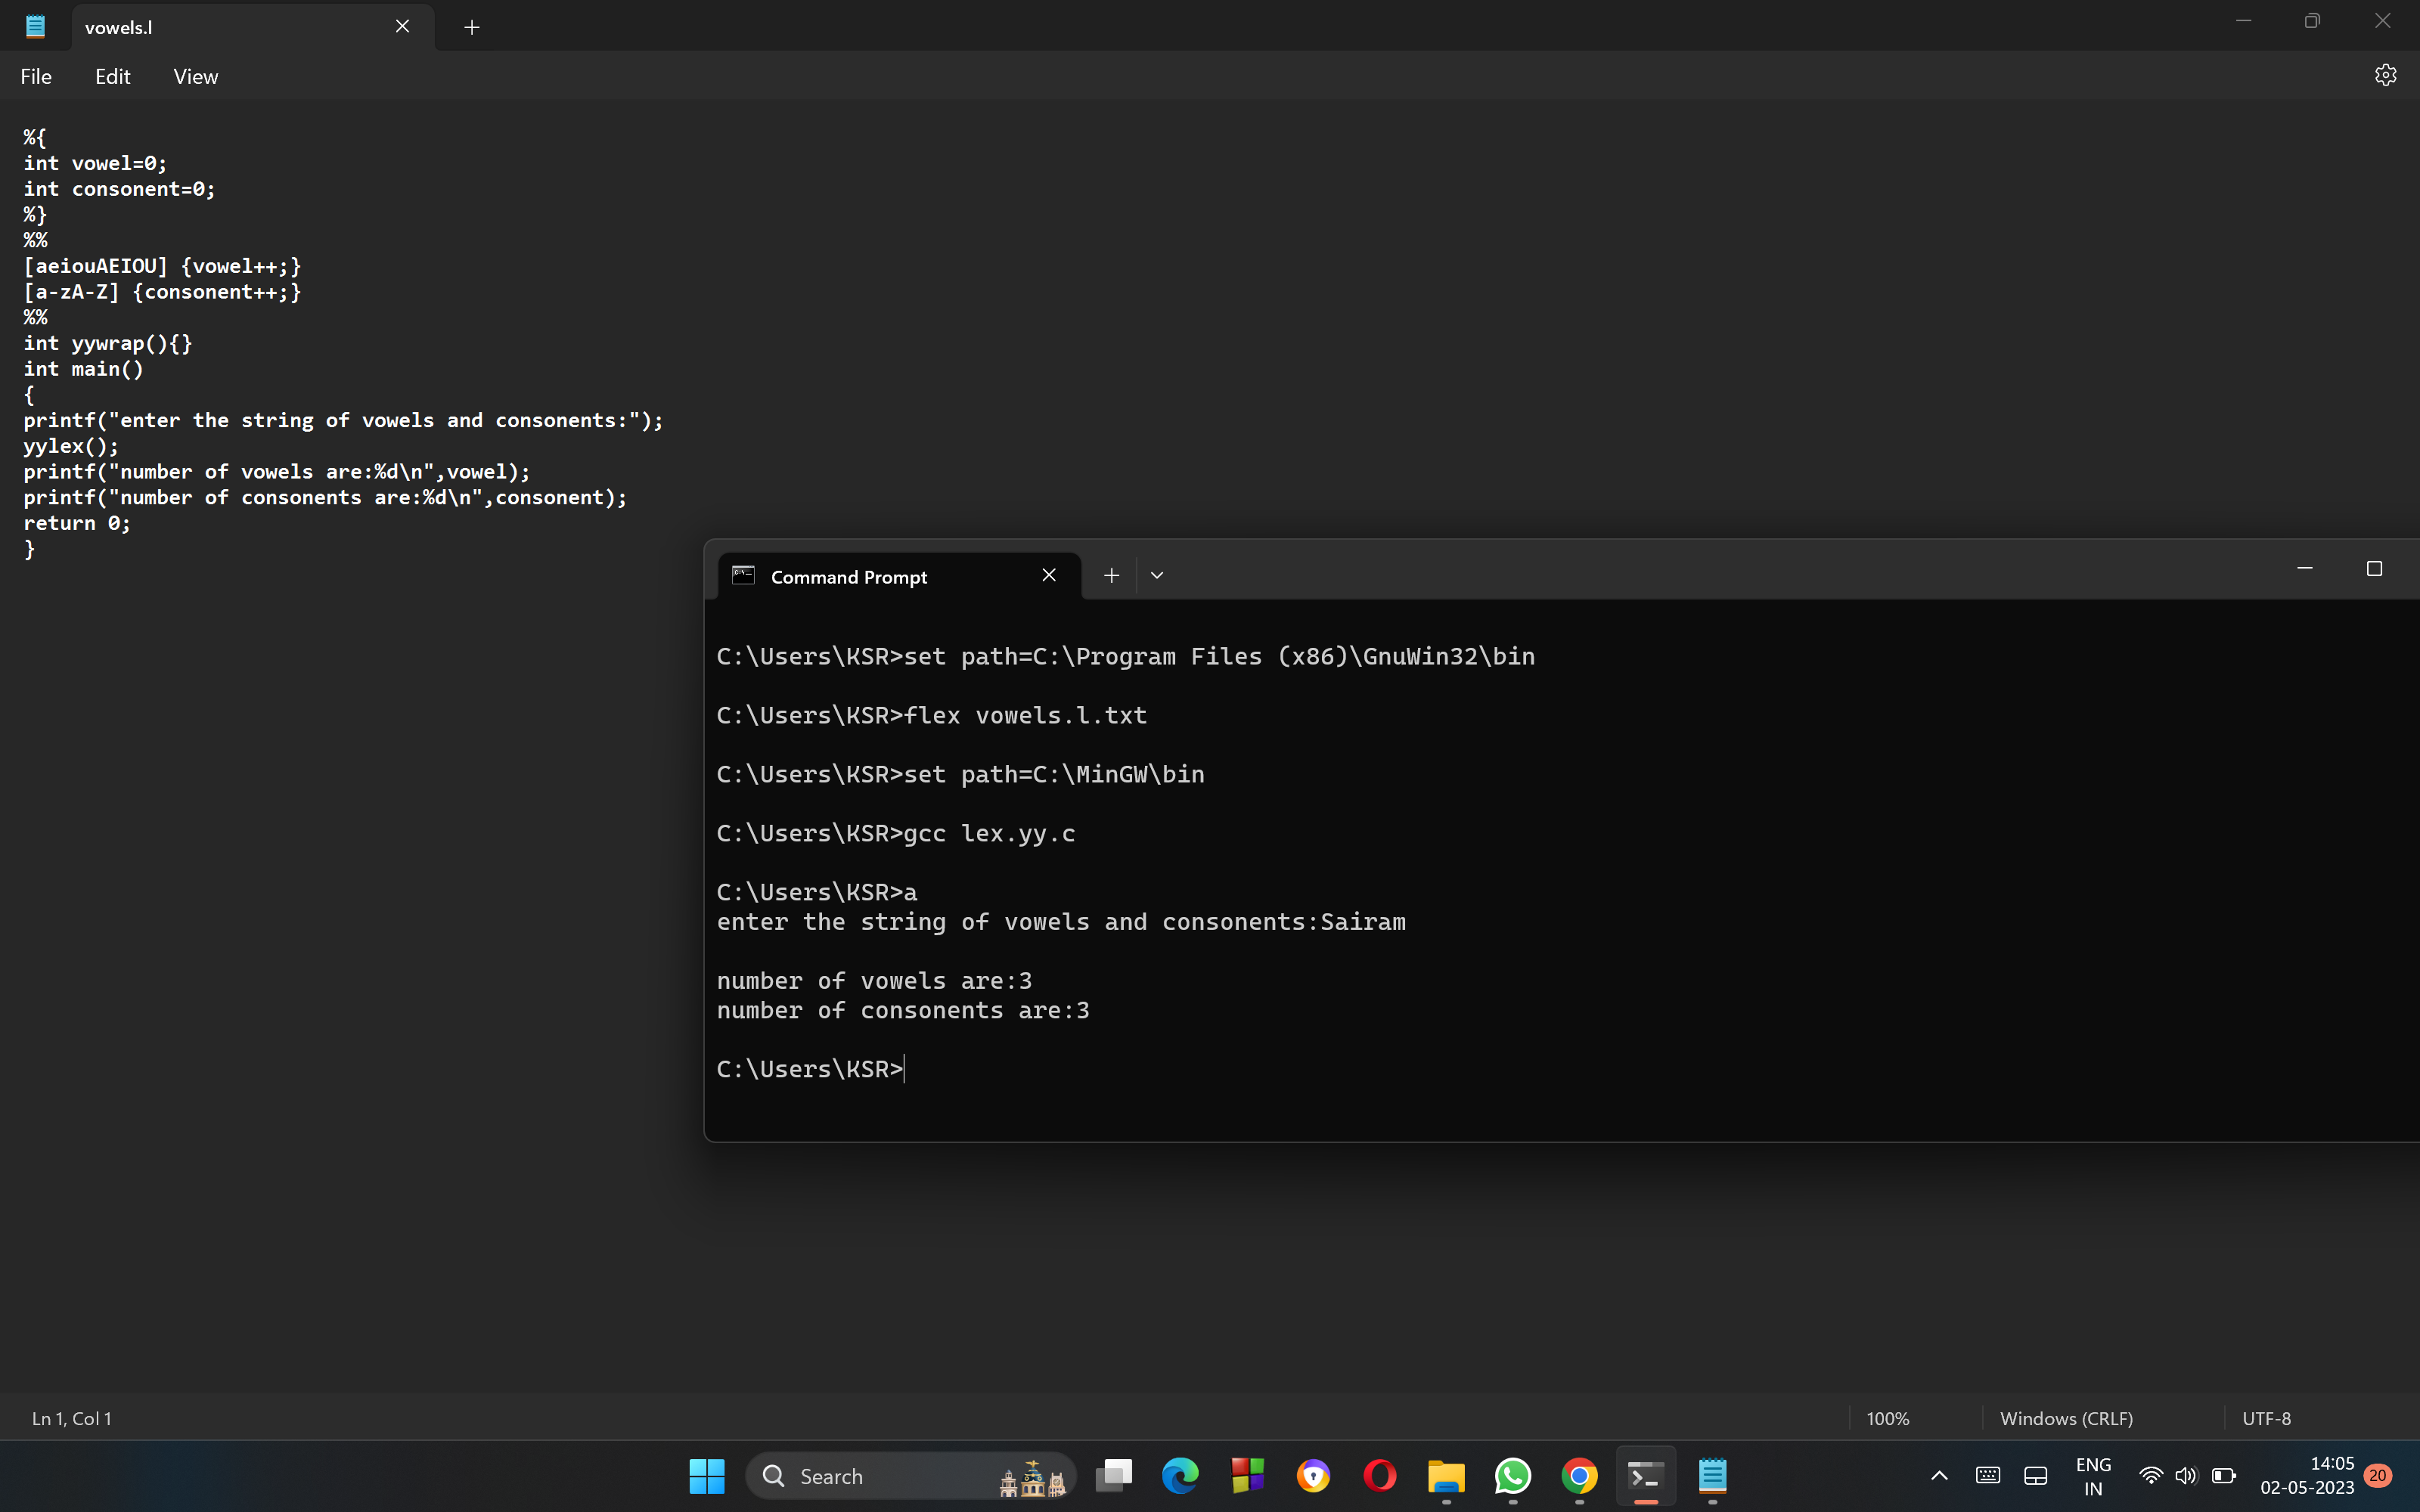 vowels.l
File Edit View
%{
int vowel=0;
int consonent=0;
%}
%%
[aeiouAEIOU] {vowel++;}
[a-zA-Z] {consonent++;}
%%
int yywrap(){}
int main()
{
printf("enter the string of vowels and consonents:");
yylex();
printf("number of vowels are:%d\n",vowel);
printf("number of consonents are:%d\n",consonent);
return 0;
}
Command Prompt
C:\Users\KSR>set path=C:\Program Files (x86)\GnuWin32\bin
C:\Users\KSR>flex vowels.l.txt
C:\Users\KSR>set path=C:\MinGW\bin
C:\Users\KSR>gcc lex.yy.c
C:\Users\KSR>a
enter the string of vowels and consonents:Sairam
number of vowels are:3
number of consonents are:3
C:\Users\KSR>
Ln 1, Col 1 100% Windows (CRLF) UTF-8
Search
ENG
IN
14:05
02-05-2023
20